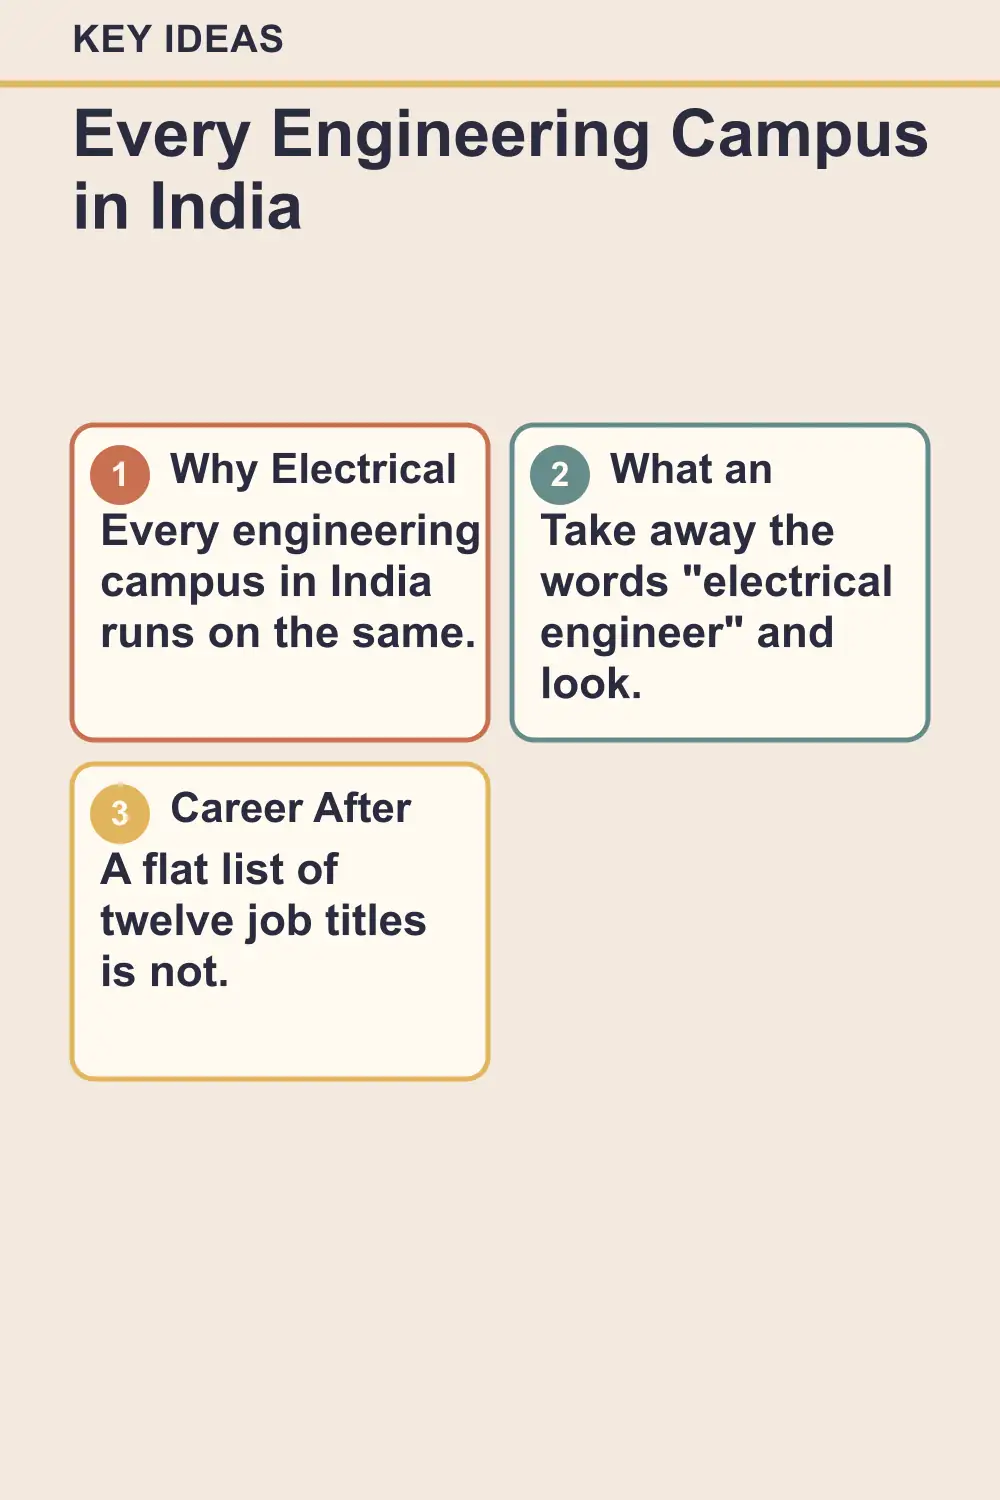 KEY IDEAS
Every Engineering Campus
in India
1 Why Electrical
Every engineering
campus in India
runs on the same.
2 What an
Take away the
words "electrical
engineer" and
look.
3 Career After
A flat list of
twelve job titles
is not.